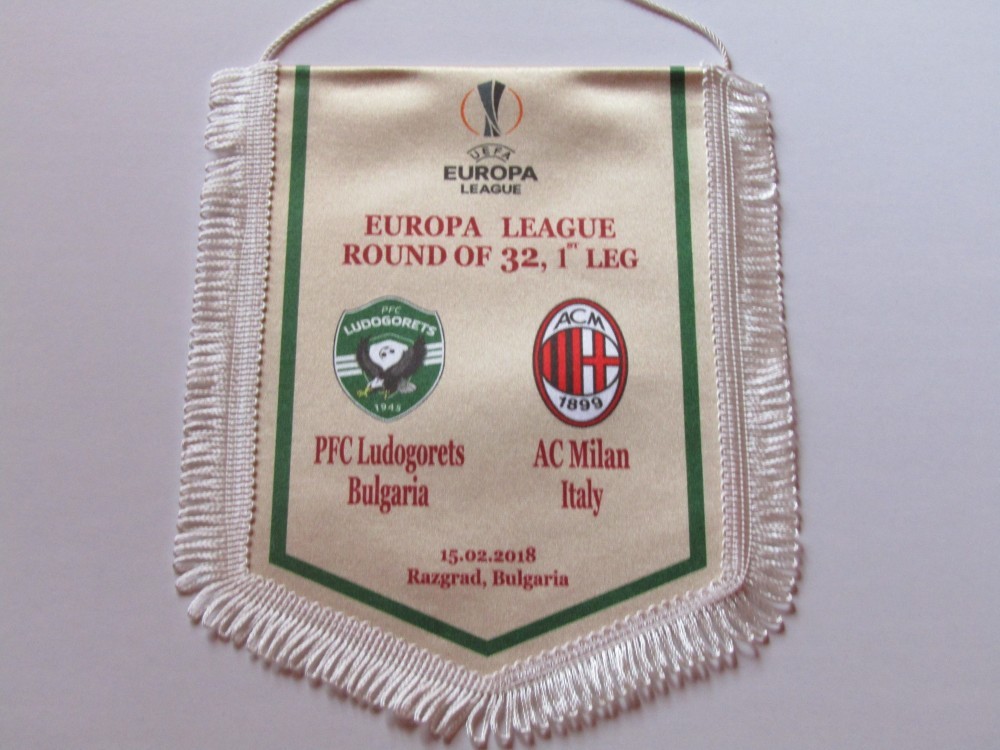 UEFA
EUROPA
LEAGUE
EUROPA LEAGUE
ROUND OF 32, 1ST LEG
PFC
LUDOGORETS
1945
ACM
1899
PFC Ludogorets
Bulgaria
AC Milan
Italy
15.02.2018
Razgrad, Bulgaria